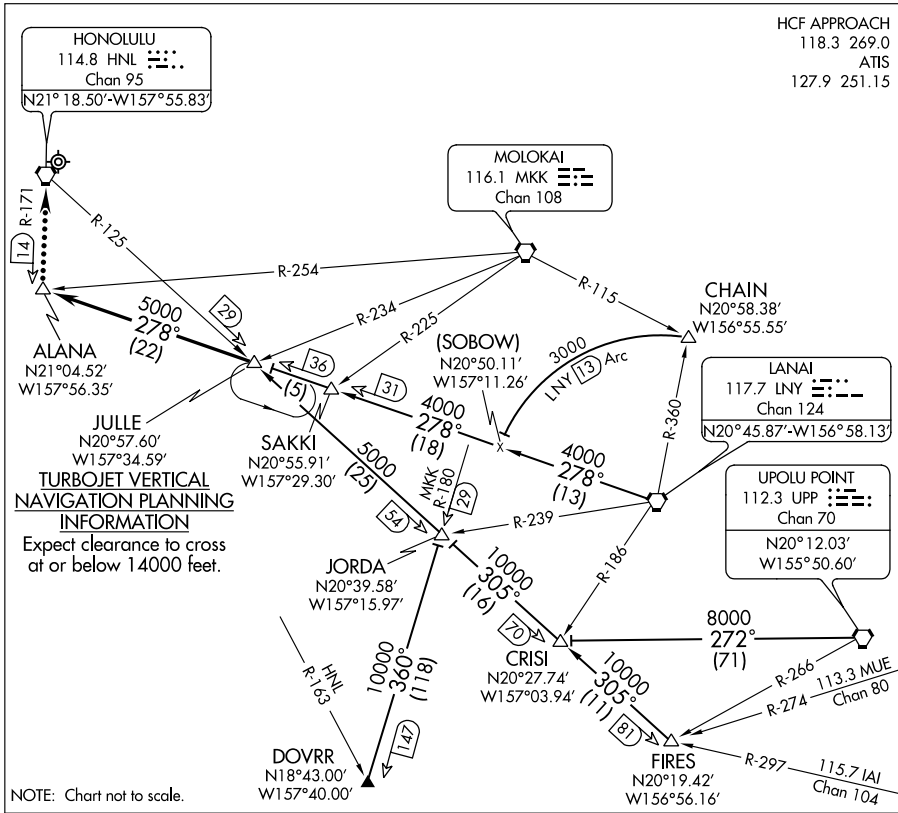 HCF APPROACH
118.3 269.0
ATIS
127.9 251.15
HONOLULU
114.8 HNL
Chan 95
N21° 18.50'-W157°55.83'
MOLOKAI
116.1 MKK
Chan 108
R-171
14
R-125
R-254
R-234
R-225
R-115
CHAIN
N20°58.38'
W156°55.55'
29
5000
278°
(22)
ALANA
N21°04.52'
W157°56.35'
(SOBOW)
N20°50.11'
W157°11.26'
3000
LNY 13 Arc
LANAI
117.7 LNY
Chan 124
N20°45.87'-W156°58.13'
R-360
36
(5)
31
4000
278°
(18)
JULLE
N20°57.60'
W157°34.59'
SAKKI
N20°55.91'
W157°29.30'
4000
278°
(13)
UPOLU POINT
112.3 UPP
Chan 70
N20°12.03'
W155°50.60'
TURBOJET VERTICAL
NAVIGATION PLANNING
INFORMATION
Expect clearance to cross
at or below 14000 feet.
5000
(25)
MKK
R-180
29
54
R-239
R-186
JORDA
N20°39.58'
W157°15.97'
10000
305°
(16)
70
CRISI
N20°27.74'
W157°03.94'
8000
272°
(71)
R-266
R-274
113.3 MUE
Chan 80
10000
305°
(11)
81
FIRES
N20°19.42'
W156°56.16'
R-297
115.7 IAI
Chan 104
HNL
R-163
10000
360°
(118)
147
DOVRR
N18°43.00'
W157°40.00'
NOTE: Chart not to scale.